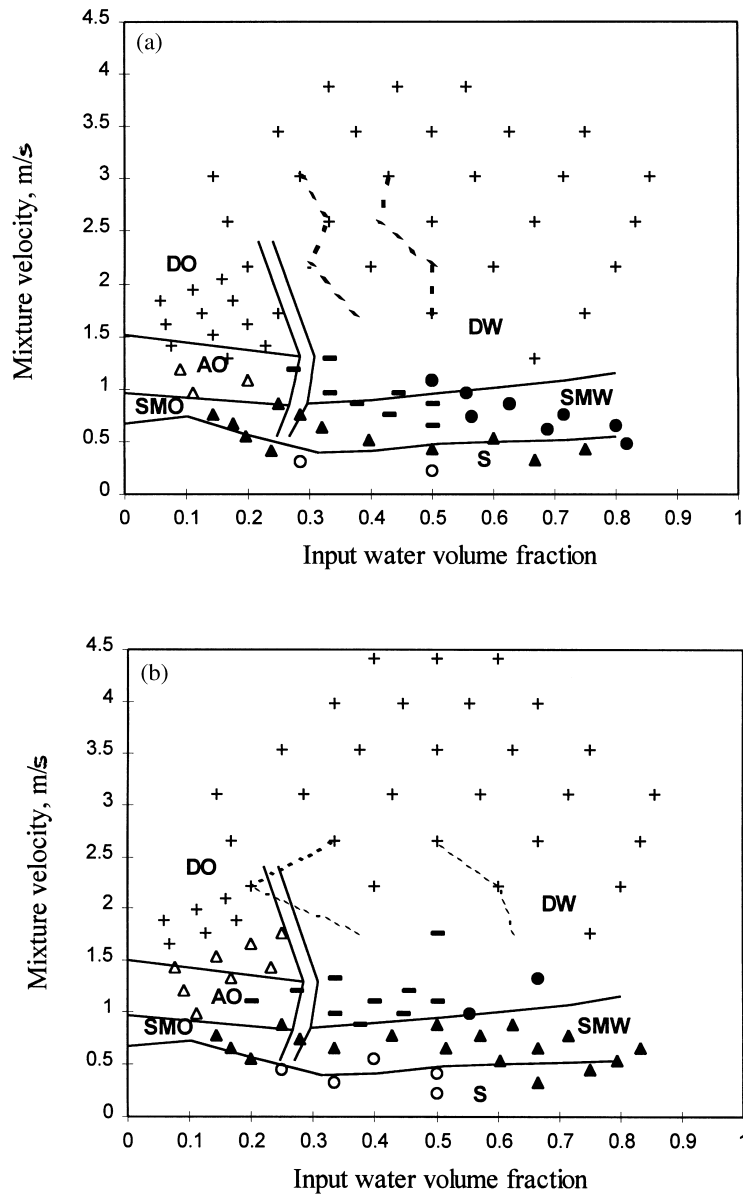 4.5
(a)
4
3.5
3
2.5
DO
2
DW
1.5
AO
1
SMW
SMO
0.5
S
0
0 0.1 0.2 0.3 0.4 0.5 0.6 0.7 0.8 0.9 1
Mixture velocity, m/s
Input water volume fraction
4.5
(b)
4
3.5
3
2.5
DO
2
DW
1.5
AO
1
SMO
SMW
0.5
S
0
0 0.1 0.2 0.3 0.4 0.5 0.6 0.7 0.8 0.9 1
Mixture velocity, m/s
Input water volume fraction